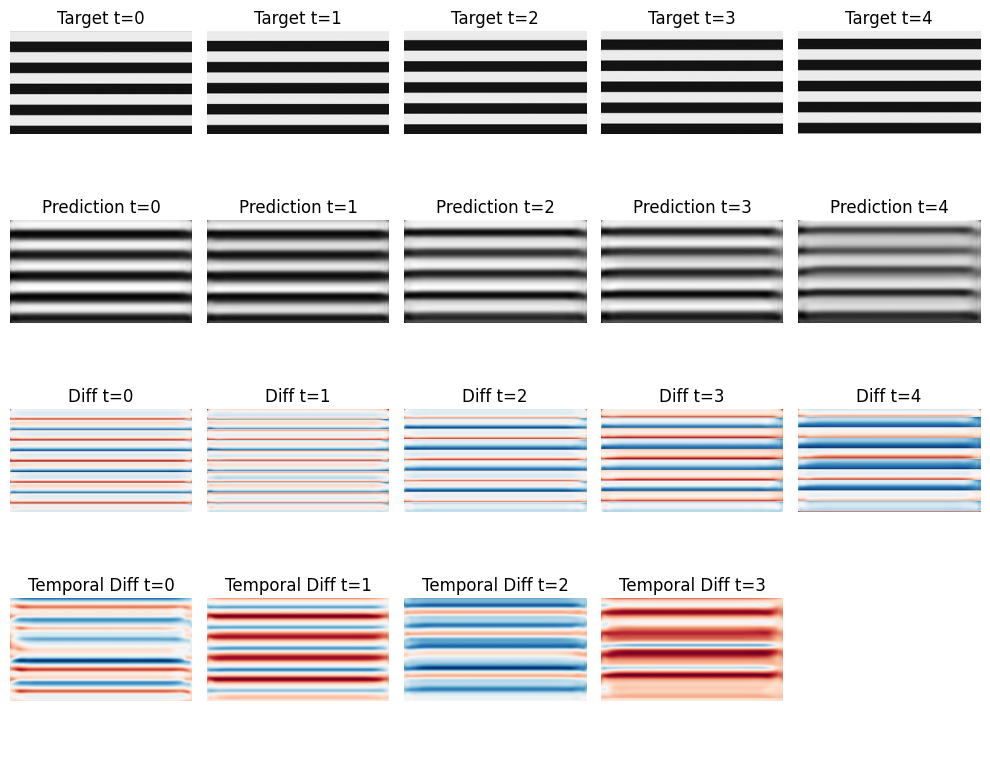 Target t=0
Target t=1
Target t=2
Target t=3
Target t=4
Prediction t=0
Prediction t=1
Prediction t=2
Prediction t=3
Prediction t=4
Diff t=0
Diff t=1
Diff t=2
Diff t=3
Diff t=4
Temporal Diff t=0
Temporal Diff t=1
Temporal Diff t=2
Temporal Diff t=3